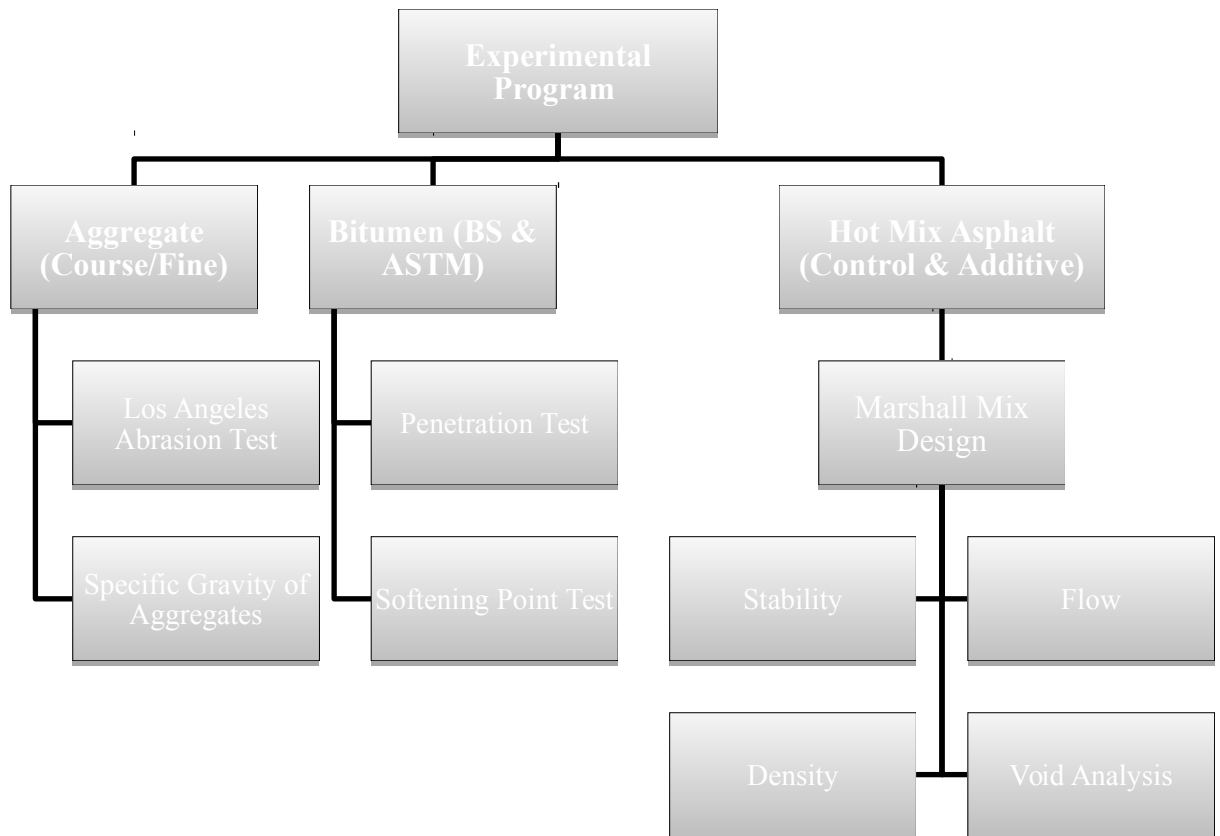 Experimental
Program
Aggregate
(Course/Fine)
Bitumen (BS &
ASTM)
Hot Mix Asphalt
(Control & Additive)
Los Angeles
Abrasion Test
Penetration Test
Marshall Mix
Design
Specific Gravity of
Aggregates
Softening Point Test
Stability
Flow
Density
Void Analysis